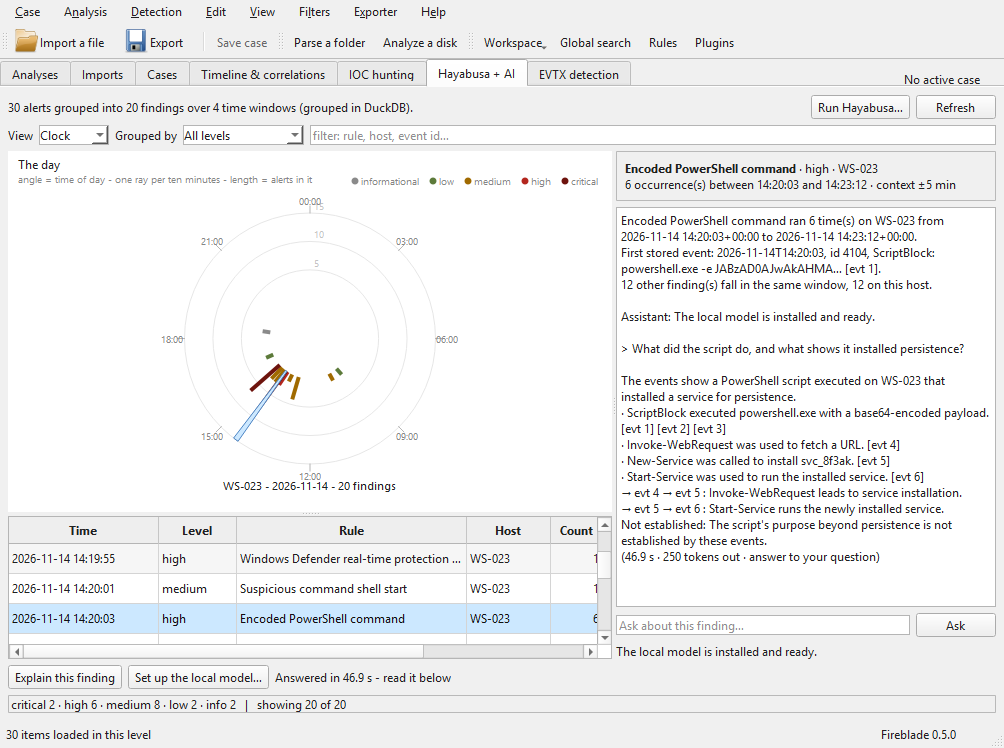 Case Analysis Detection Edit View Filters Exporter Help
Import a file Export Save case Parse a folder Analyze a disk Workspace Global search Rules Plugins
Analyses Imports Cases Timeline & correlations IOC hunting Hayabusa + AI EVTX detection No active case
30 alerts grouped into 20 findings over 4 time windows (grouped in DuckDB). Run Hayabusa... Refresh
View Clock Grouped by All levels filter: rule, host, event id...
The day
angle = time of day - one ray per ten minutes - length = alerts in it
informational low medium high critical
00:00
15
21:00 10 03:00
5
18:00 06:00
15:00 09:00
12:00
WS-023 - 2026-11-14 - 20 findings
Time Level Rule Host Count
2026-11-14 14:19:55 high Windows Defender real-time protection ... WS-023 1
2026-11-14 14:20:01 medium Suspicious command shell start WS-023 1
2026-11-14 14:20:03 high Encoded PowerShell command WS-023 6
Encoded PowerShell command · high · WS-023
6 occurrence(s) between 14:20:03 and 14:23:12 · context ±5 min
Encoded PowerShell command ran 6 time(s) on WS-023 from
2026-11-14 14:20:03+00:00 to 2026-11-14 14:23:12+00:00.
First stored event: 2026-11-14T14:20:03, id 4104, ScriptBlock:
powershell.exe -e JABzAD0AJwAkAHMA... [evt 1].
12 other finding(s) fall in the same window, 12 on this host.
Assistant: The local model is installed and ready.
> What did the script do, and what shows it installed persistence?
The events show a PowerShell script executed on WS-023 that
installed a service for persistence.
· ScriptBlock executed powershell.exe with a base64-encoded payload.
[evt 1] [evt 2] [evt 3]
· Invoke-WebRequest was used to fetch a URL. [evt 4]
· New-Service was called to install svc_8f3ak. [evt 5]
· Start-Service was used to run the installed service. [evt 6]
→ evt 4 → evt 5 : Invoke-WebRequest leads to service installation.
→ evt 5 → evt 6 : Start-Service runs the newly installed service.
Not established: The script's purpose beyond persistence is not
established by these events.
(46.9 s · 250 tokens out · answer to your question)
Ask about this finding... Ask
The local model is installed and ready.
Explain this finding Set up the local model... Answered in 46.9 s - read it below
critical 2 · high 6 · medium 8 · low 2 · info 2 | showing 20 of 20
30 items loaded in this level Fireblade 0.5.0